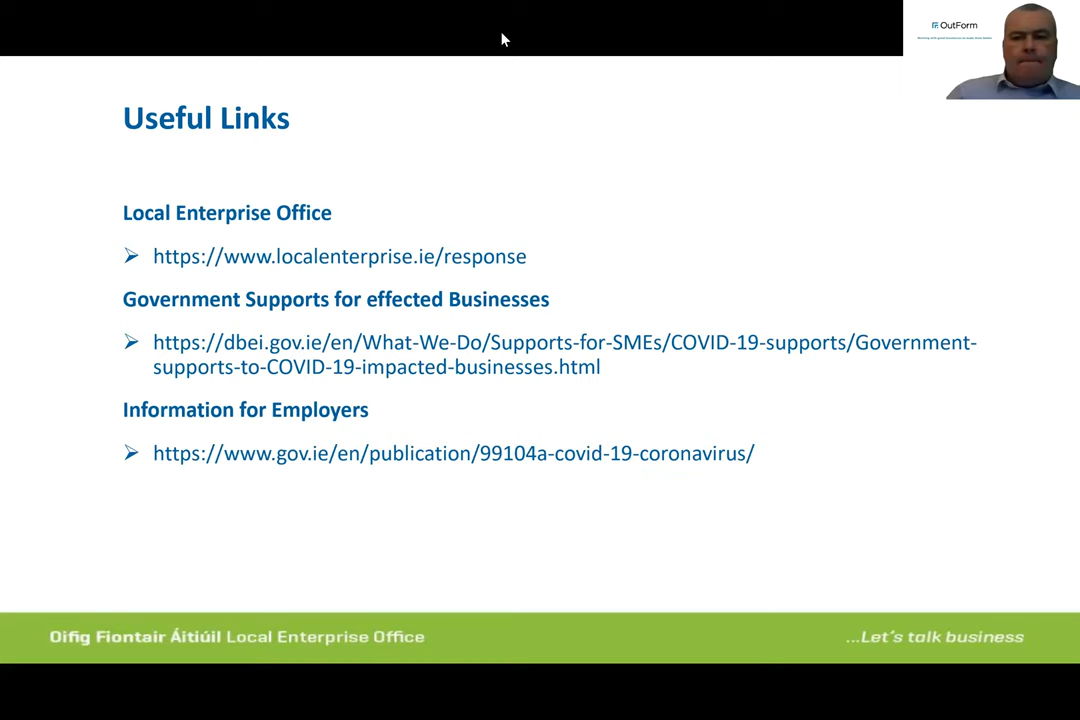 OutForm
Useful Links
Local Enterprise Office
https://www.localenterprise.ie/response
Government Supports for effected Businesses
https://dbei.gov.ie/en/What-We-Do/Supports-for-SMEs/COVID-19-supports/Government-
supports-to-COVID-19-impacted-businesses.html
Information for Employers
https://www.gov.ie/en/publication/99104a-covid-19-coronavirus/
Oifig Fiontair Áitiúil Local Enterprise Office
...Let's talk business